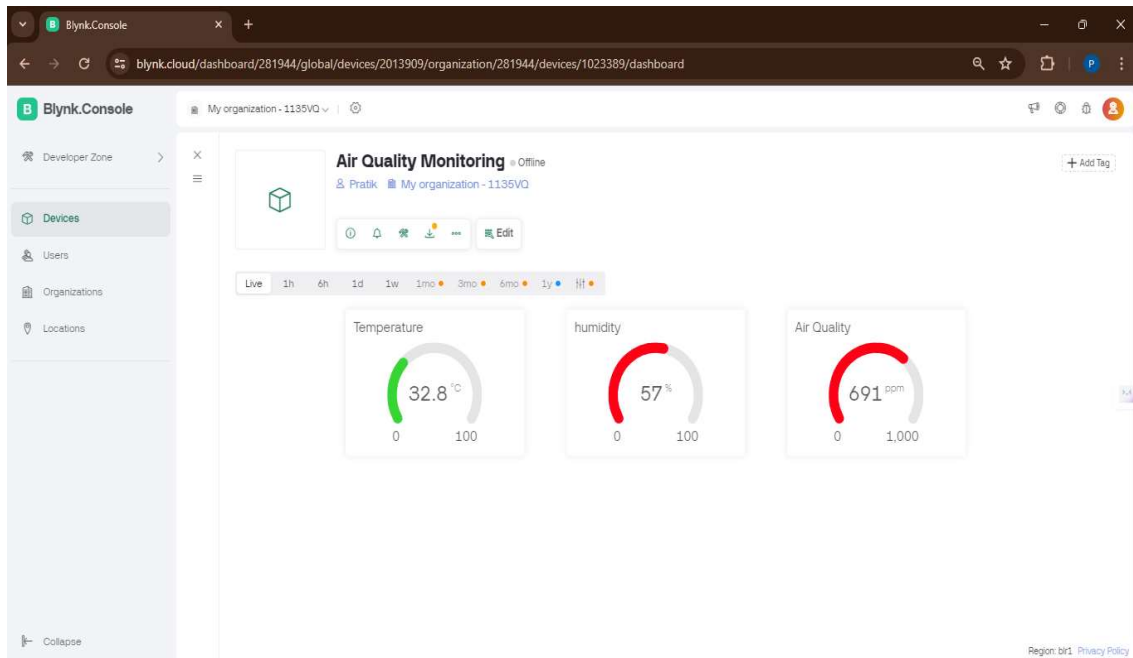 Blynk.Console
blynk.cloud/dashboard/281944/global/devices/2013909/organization/281944/devices/1023389/dashboard
P
B Blynk.Console
My organization - 1135VQ
Developer Zone
Devices
Users
Organizations
Locations
Collapse
Air Quality Monitoring Offline
Pratik My organization - 1135VQ
Edit
+ Add Tag
Live 1h 6h 1d 1w 1mo 3mo 6mo 1y
Temperature
32.8 °C
0 100
humidity
57 %
0 100
Air Quality
691 ppm
0 1,000
Region: blr1 Privacy Policy